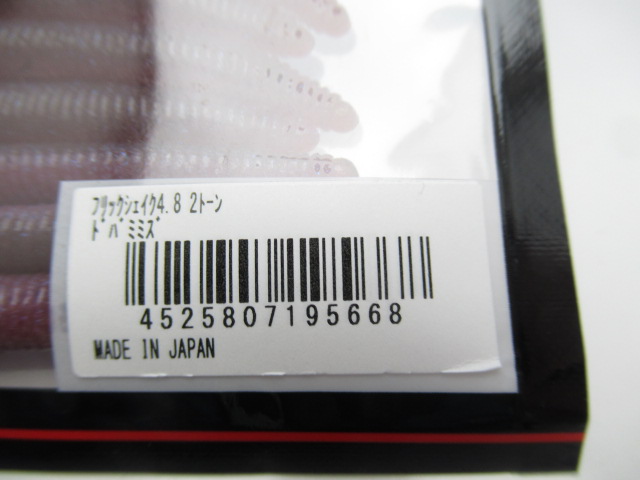 ﾌﾘｯｸｼｪｲｸ4.8 2ﾄｰﾝ
ﾄﾞﾊﾞﾐﾐｽﾞ
4525807195668
MADE IN JAPAN